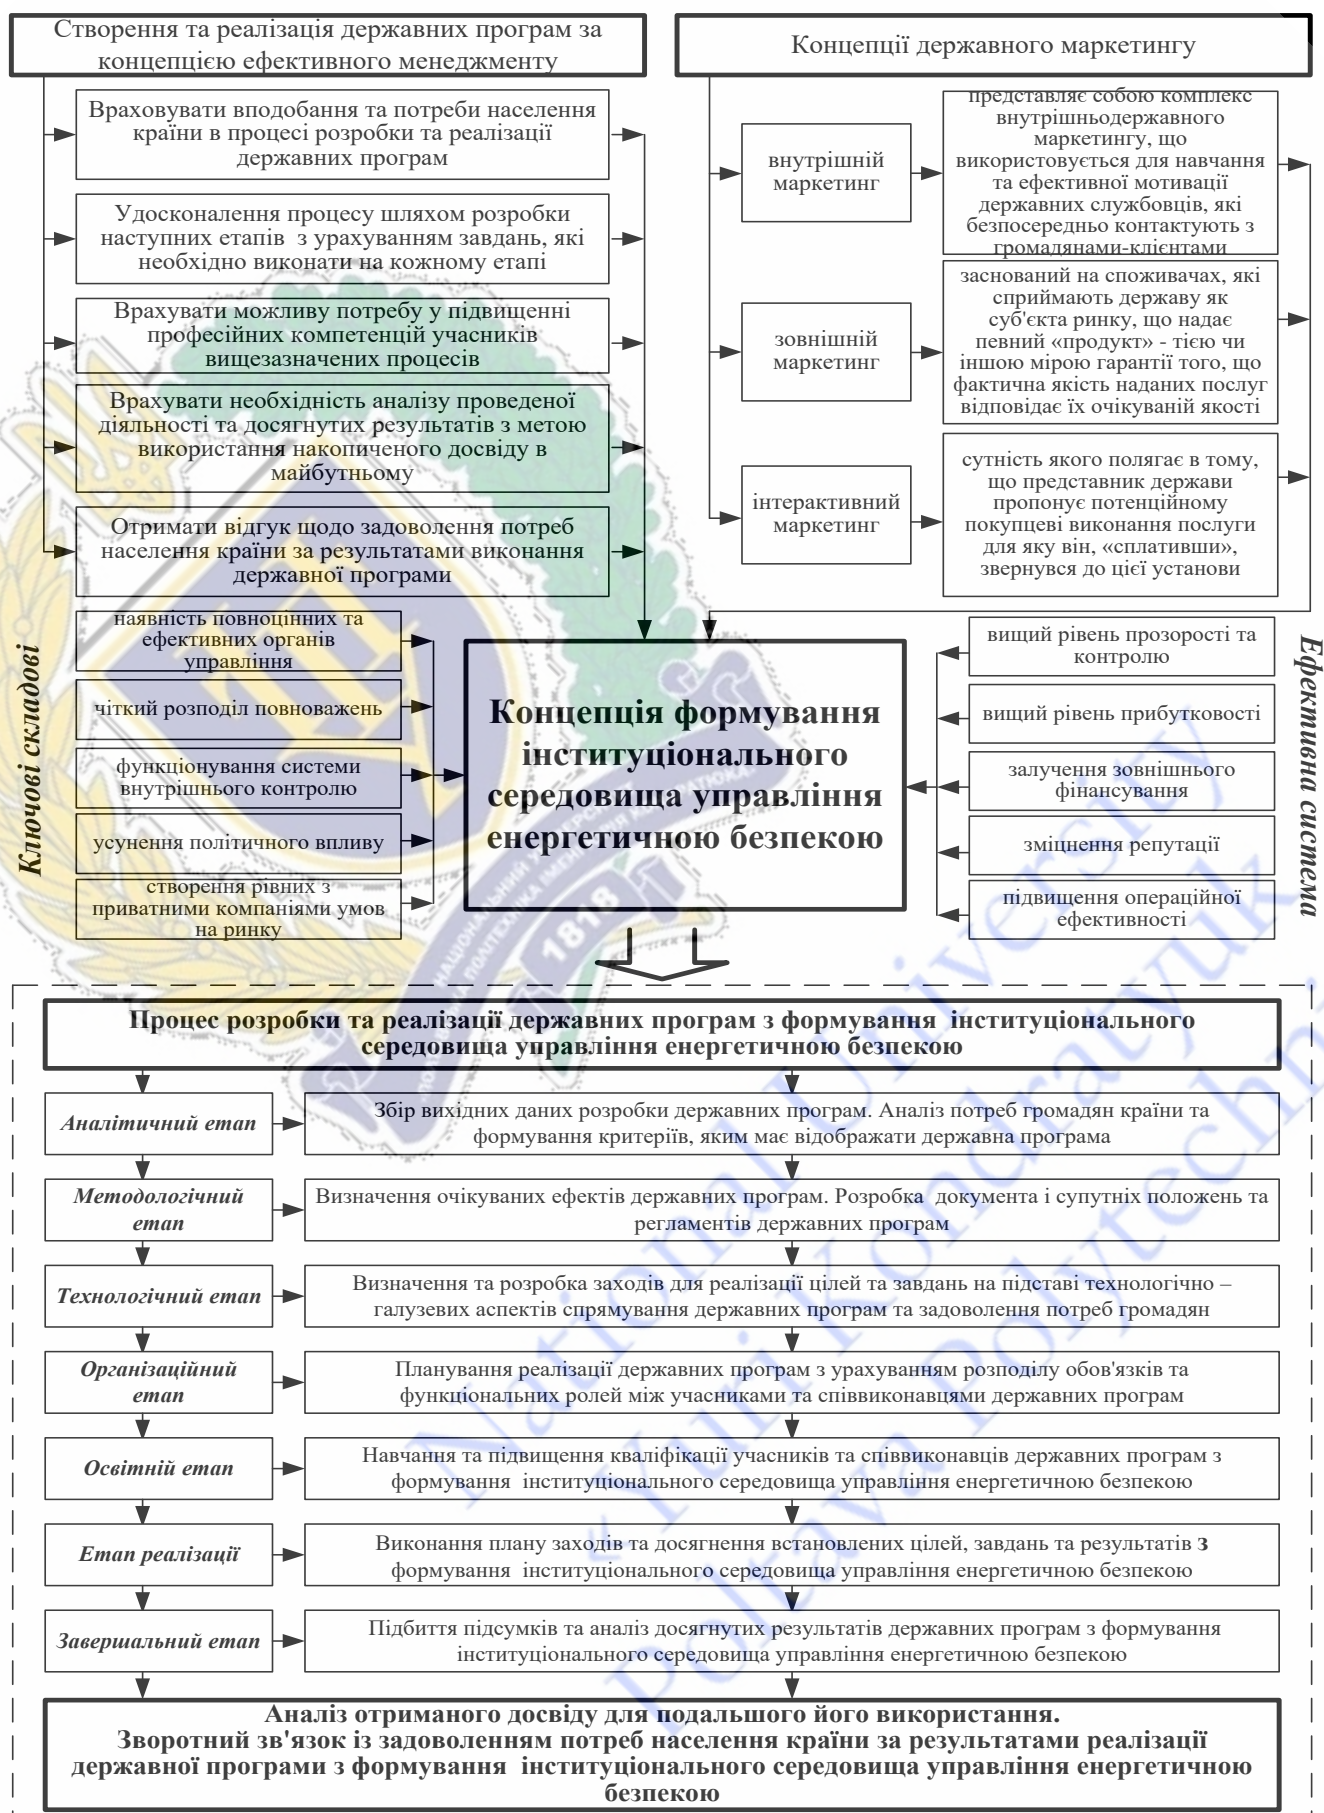 Створення та реалізація державних програм за
концепцією ефективного менеджменту
Враховувати вподобання та потреби населення
країни в процесі розробки та реалізації
державних програм
Удосконалення процесу шляхом розробки
наступних етапів з урахуванням завдань, які
необхідно виконати на кожному етапі
Врахувати можливу потребу у підвищенні
професійних компетенцій учасників
вищезазначених процесів
Врахувати необхідність аналізу проведеної
діяльності та досягнутих результатів з метою
використання накопиченого досвіду в
майбутньому
Отримати відгук щодо задоволення потреб
населення країни за результатами виконання
державної програми
Концепції державного маркетингу
внутрішній
маркетинг
представляє собою комплекс
внутрішньодержавного
маркетингу, що
використовується для навчання
та ефективної мотивації
державних службовців, які
безпосередньо контактують з
громадянами-клієнтами
зовнішній
маркетинг
заснований на споживачах, які
сприймають державу як
суб'єкта ринку, що надає
певний «продукт» - тією чи
іншою мірою гарантії того, що
фактична якість наданих послуг
відповідає їх очікуваній якості
інтерактивний
маркетинг
сутність якого полягає в тому,
що представник держави
пропонує потенційному
покупцеві виконання послуги
для яку він, «сплативши»,
звернувся до цієї установи
Ключові складові
наявність повноцінних та
ефективних органів
управління
чіткий розподіл повноважень
функціонування системи
внутрішнього контролю
усунення політичного впливу
створення рівних з
приватними компаніями умов
на ринку
Концепція формування
інституціонального
середовища управління
енергетичною безпекою
вищий рівень прозорості та
контролю
вищий рівень прибутковості
залучення зовнішнього
фінансування
зміцнення репутації
підвищення операційної
ефективності
Ефективна система
Процес розробки та реалізації державних програм з формування інституціонального
середовища управління енергетичною безпекою
Аналітичний етап
Збір вихідних даних розробки державних програм. Аналіз потреб громадян країни та
формування критеріїв, яким має відображати державна програма
Методологічний
етап
Визначення очікуваних ефектів державних програм. Розробка документа і супутніх положень та
регламентів державних програм
Технологічний етап
Визначення та розробка заходів для реалізації цілей та завдань на підставі технологічно –
галузевих аспектів спрямування державних програм та задоволення потреб громадян
Організаційний
етап
Планування реалізації державних програм з урахуванням розподілу обов'язків та
функціональних ролей між учасниками та співвиконавцями державних програм
Освітній етап
Навчання та підвищення кваліфікації учасників та співвиконавців державних програм з
формування інституціонального середовища управління енергетичною безпекою
Етап реалізації
Виконання плану заходів та досягнення встановлених цілей, завдань та результатів з
формування інституціонального середовища управління енергетичною безпекою
Завершальний етап
Підбиття підсумків та аналіз досягнутих результатів державних програм з формування
інституціонального середовища управління енергетичною безпекою
Аналіз отриманого досвіду для подальшого його використання.
Зворотний зв'язок із задоволенням потреб населення країни за результатами реалізації
державної програми з формування інституціонального середовища управління енергетичною
безпекою
1818
National University
«Yuri Kondratyuk
Poltava